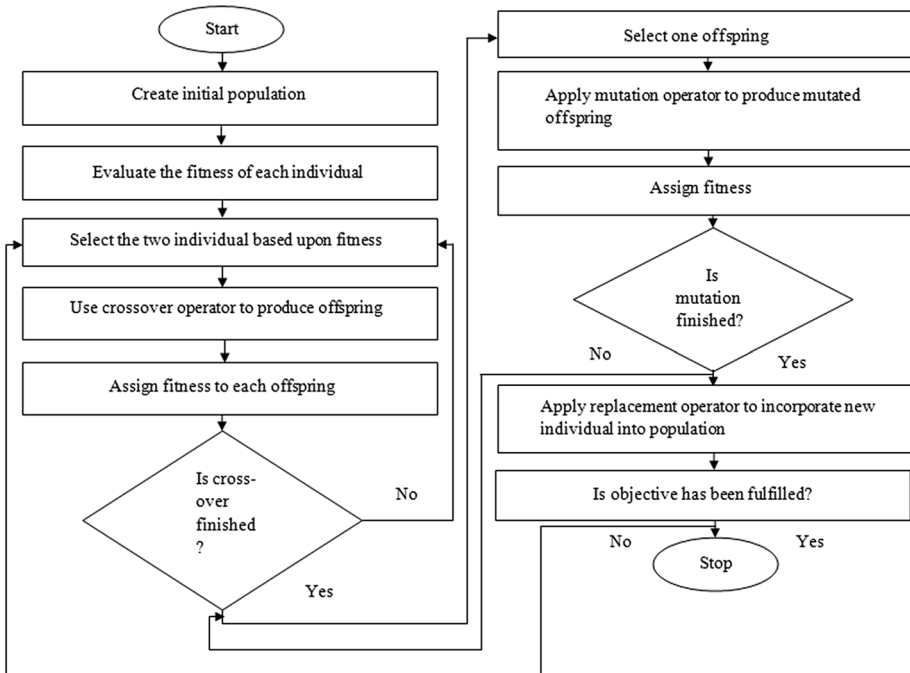 Start
Create initial population
Evaluate the fitness of each individual
Select the two individual based upon fitness
Use crossover operator to produce offspring
Assign fitness to each offspring
Is cross-
over
finished
?
No
Yes
Select one offspring
Apply mutation operator to produce mutated
offspring
Assign fitness
Is
mutation
finished?
No
Yes
Apply replacement operator to incorporate new
individual into population
Is objective has been fulfilled?
No
Yes
Stop